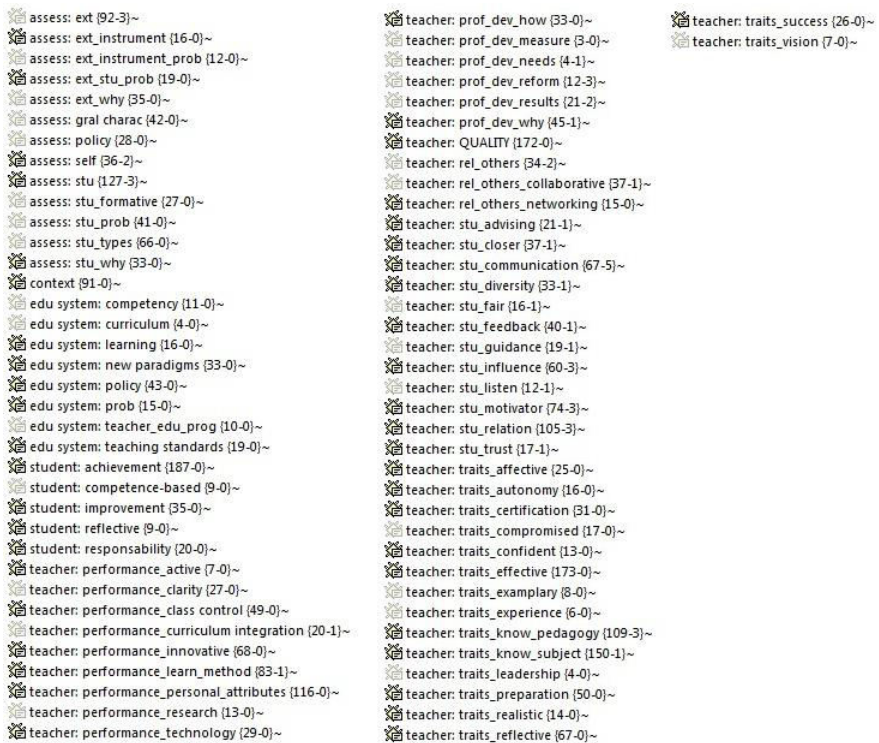 assess: ext {92-3}~
assess: ext_instrument {16-0}~
assess: ext_instrument_prob {12-0}~
assess: ext_stu_prob {19-0}~
assess: ext_why {35-0}~
assess: gral charac {42-0}~
assess: policy {28-0}~
assess: self {36-2}~
assess: stu {127-3}~
assess: stu_formative {27-0}~
assess: stu_prob {41-0}~
assess: stu_types {66-0}~
assess: stu_why {33-0}~
context {91-0}~
edu system: competency {11-0}~
edu system: curriculum {4-0}~
edu system: learning {16-0}~
edu system: new paradigms {33-0}~
edu system: policy {43-0}~
edu system: prob {15-0}~
edu system: teacher_edu_prog {10-0}~
edu system: teaching standards {19-0}~
student: achievement {187-0}~
student: competence-based {9-0}~
student: improvement {35-0}~
student: reflective {9-0}~
student: responsability {20-0}~
teacher: performance_active {7-0}~
teacher: performance_clarity {27-0}~
teacher: performance_class control {49-0}~
teacher: performance_curriculum integration {20-1}~
teacher: performance_innovative {68-0}~
teacher: performance_learn_method {83-1}~
teacher: performance_personal_attributes {116-0}~
teacher: performance_research {13-0}~
teacher: performance_technology {29-0}~
teacher: prof_dev_how {33-0}~
teacher: prof_dev_measure {3-0}~
teacher: prof_dev_needs {4-1}~
teacher: prof_dev_reform {12-3}~
teacher: prof_dev_results {21-2}~
teacher: prof_dev_why {45-1}~
teacher: QUALITY {172-0}~
teacher: rel_others {34-2}~
teacher: rel_others_collaborative {37-1}~
teacher: rel_others_networking {15-0}~
teacher: stu_advising {21-1}~
teacher: stu_closer {37-1}~
teacher: stu_communication {67-5}~
teacher: stu_diversity {33-1}~
teacher: stu_fair {16-1}~
teacher: stu_feedback {40-1}~
teacher: stu_guidance {19-1}~
teacher: stu_influence {60-3}~
teacher: stu_listen {12-1}~
teacher: stu_motivator {74-3}~
teacher: stu_relation {105-3}~
teacher: stu_trust {17-1}~
teacher: traits_affective {25-0}~
teacher: traits_autonomy {16-0}~
teacher: traits_certification {31-0}~
teacher: traits_compromised {17-0}~
teacher: traits_confident {13-0}~
teacher: traits_effective {173-0}~
teacher: traits_examplary {8-0}~
teacher: traits_experience {6-0}~
teacher: traits_know_pedagogy {109-3}~
teacher: traits_know_subject {150-1}~
teacher: traits_leadership {4-0}~
teacher: traits_preparation {50-0}~
teacher: traits_realistic {14-0}~
teacher: traits_reflective {67-0}~
teacher: traits_success {26-0}~
teacher: traits_vision {7-0}~